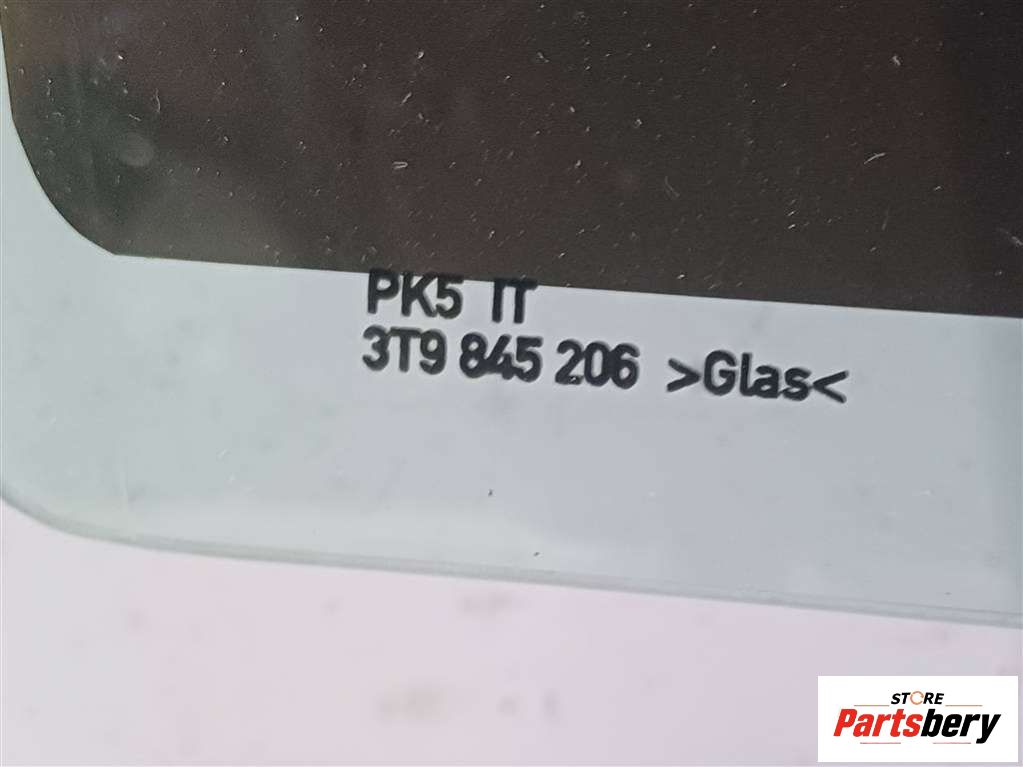 PK5 IT
3T9 845 206 >Glas<
STORE
Partsbery